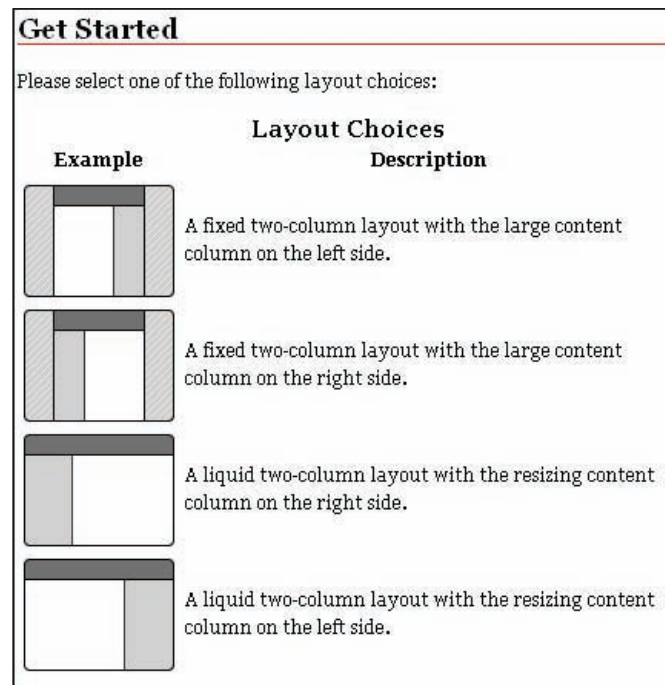 Get Started
Please select one of the following layout choices:
Layout Choices
Example Description
A fixed two-column layout with the large content
column on the left side.
A fixed two-column layout with the large content
column on the right side.
A liquid two-column layout with the resizing content
column on the right side.
A liquid two-column layout with the resizing content
column on the left side.